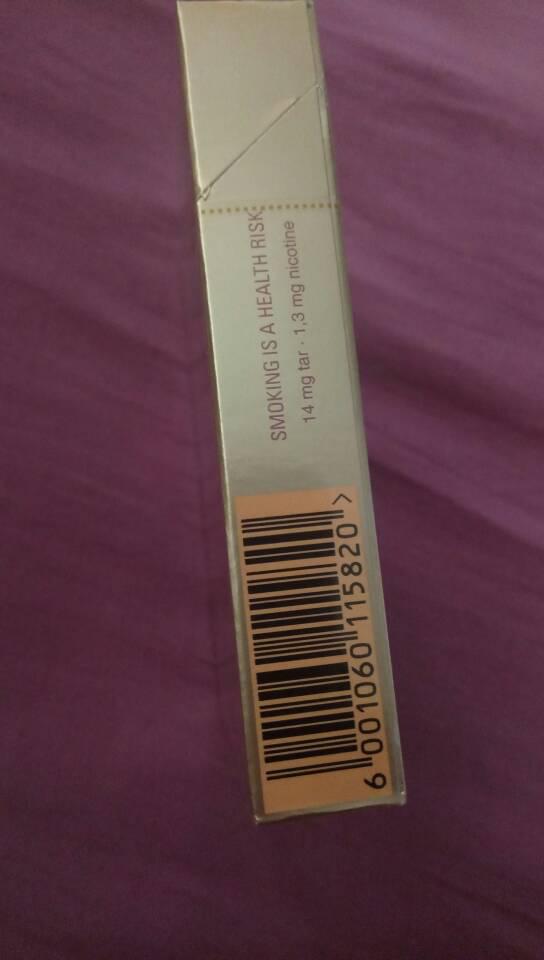 SMOKING IS A HEALTH RISK
14 mg tar · 1,3 mg nicotine
6 001060 115820 >